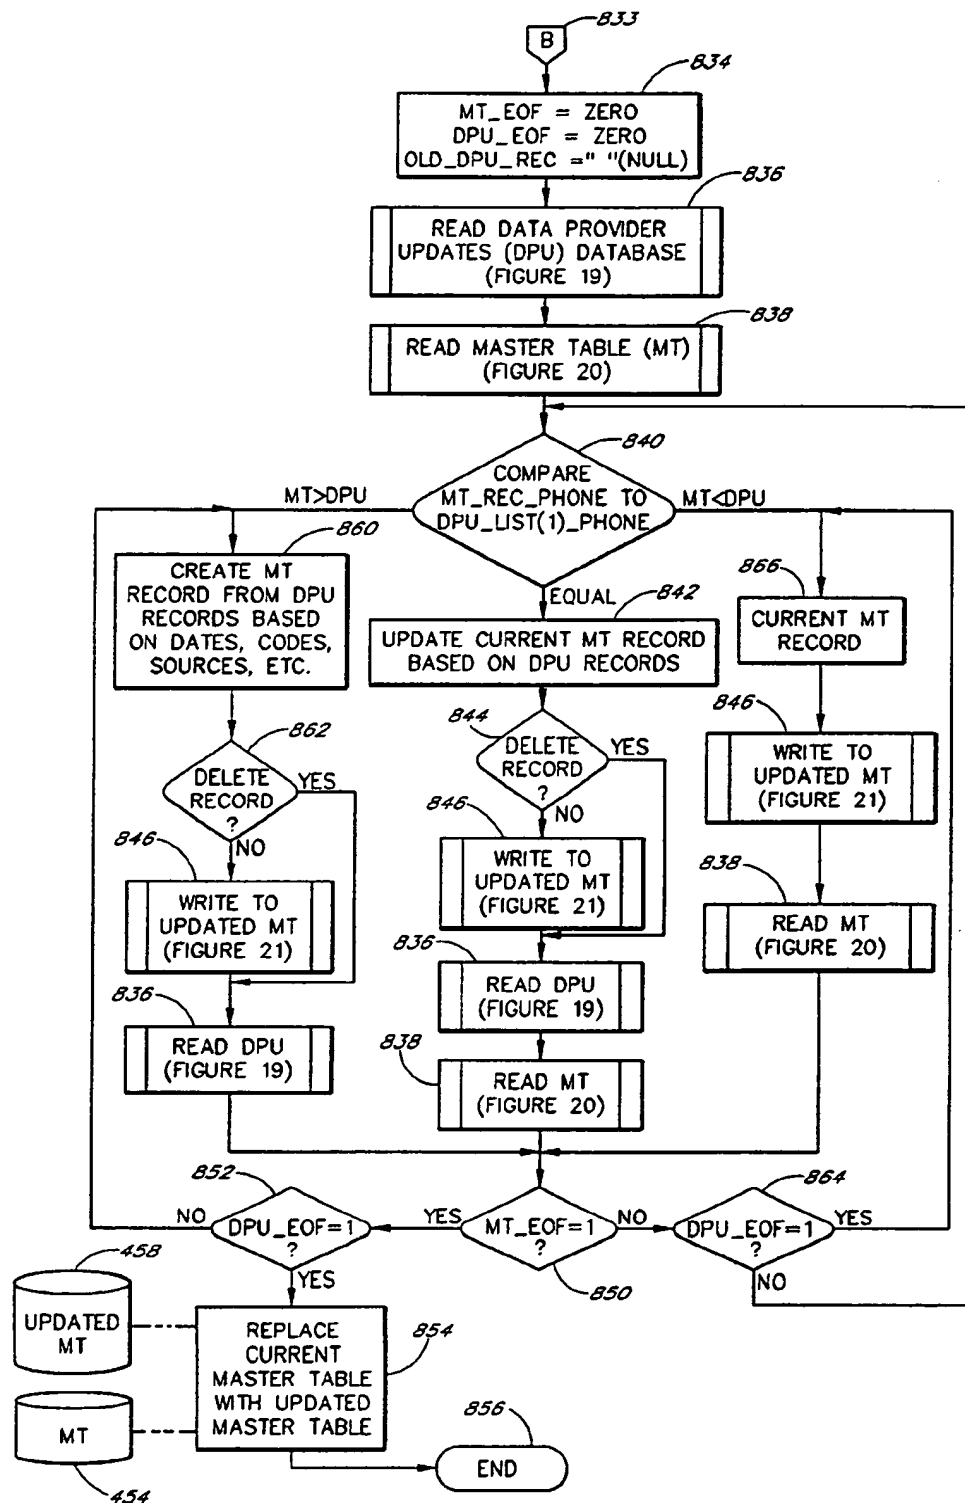 B
833
834
MT_EOF = ZERO
DPU_EOF = ZERO
OLD_DPU_REC =" "(NULL)
836
READ DATA PROVIDER
UPDATES (DPU) DATABASE
(FIGURE 19)
838
READ MASTER TABLE (MT)
(FIGURE 20)
840
COMPARE
MT_REC_PHONE TO
DPU_LIST(1)_PHONE
MT>DPU
MT<DPU
EQUAL
860
CREATE MT
RECORD FROM DPU
RECORDS BASED
ON DATES, CODES,
SOURCES, ETC.
862
DELETE
RECORD
?
YES
NO
846
WRITE TO
UPDATED MT
(FIGURE 21)
836
READ DPU
(FIGURE 19)
842
UPDATE CURRENT MT RECORD
BASED ON DPU RECORDS
844
DELETE
RECORD
?
YES
NO
846
WRITE TO
UPDATED MT
(FIGURE 21)
836
READ DPU
(FIGURE 19)
838
READ MT
(FIGURE 20)
866
CURRENT MT
RECORD
846
WRITE TO
UPDATED MT
(FIGURE 21)
838
READ MT
(FIGURE 20)
852
NO
DPU_EOF=1
?
YES
YES
MT_EOF=1
?
850
NO
864
DPU_EOF=1
?
YES
NO
458
UPDATED
MT
MT
454
REPLACE
CURRENT
MASTER TABLE
WITH UPDATED
MASTER TABLE
854
856
END